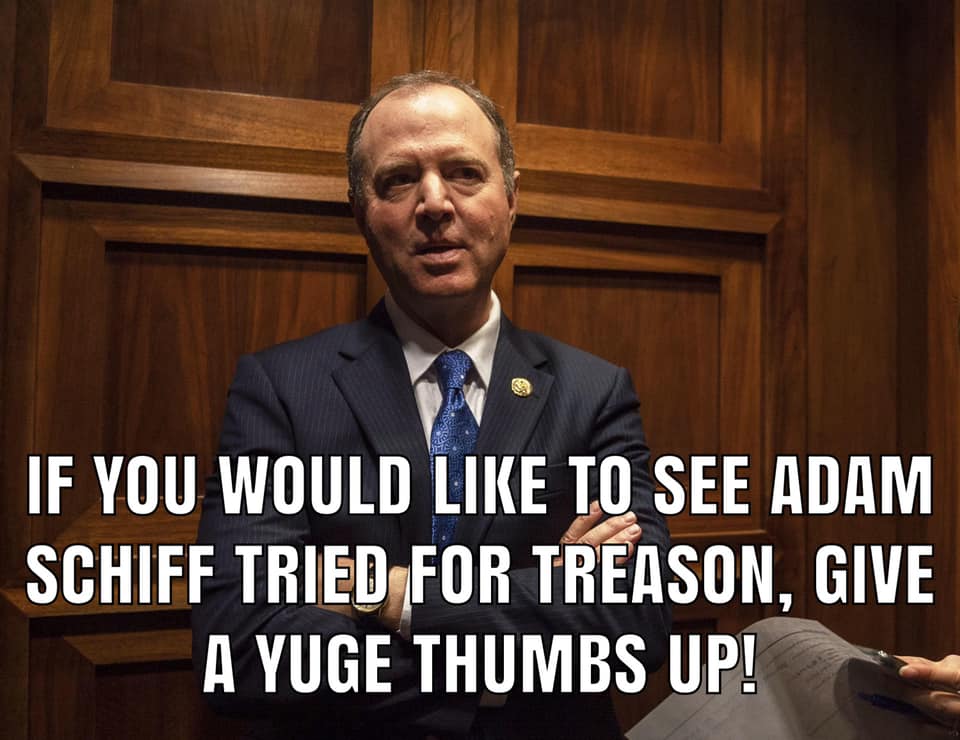 IF YOU WOULD LIKE TO SEE ADAM
SCHIFF TRIED FOR TREASON, GIVE
A YUGE THUMBS UP!